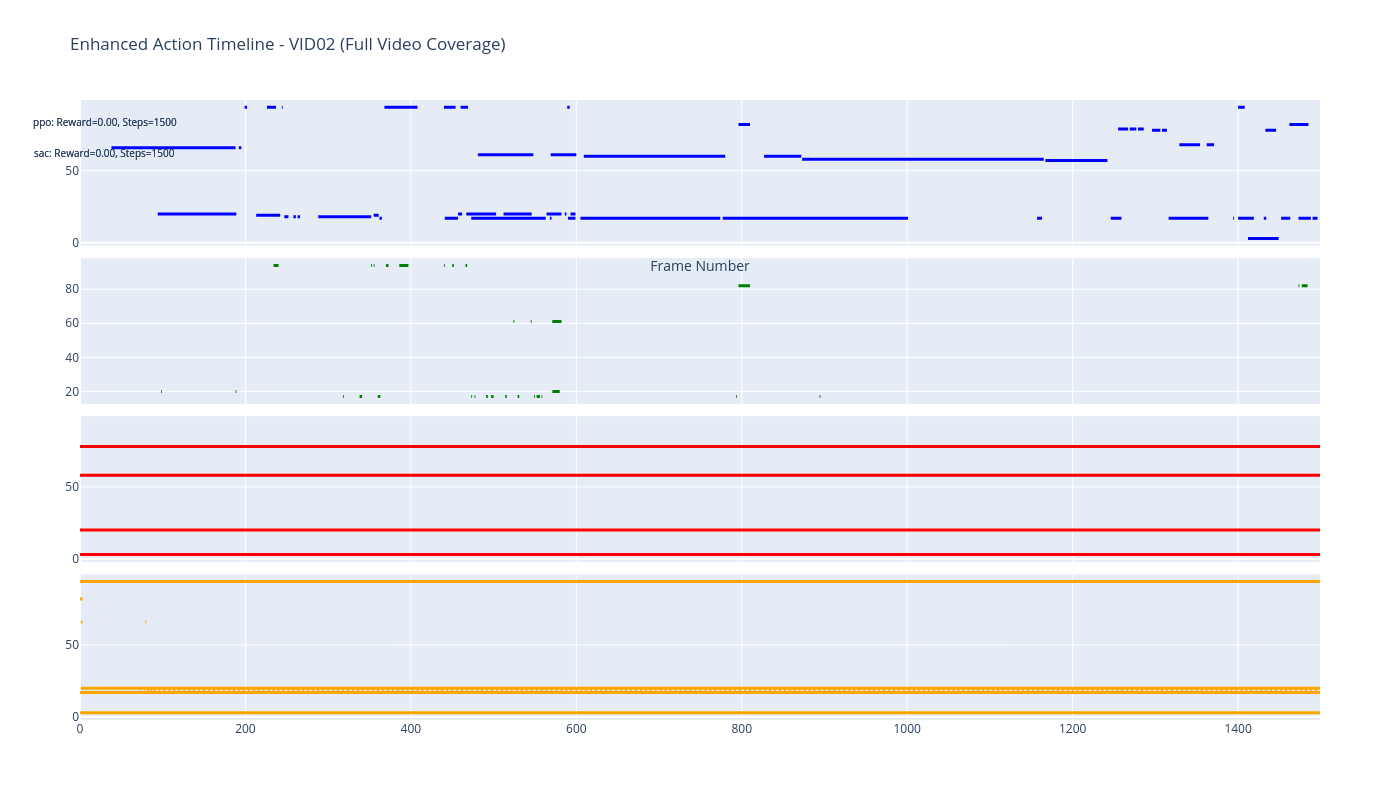 Enhanced Action Timeline - VID02 (Full Video Coverage)
ppo: Reward=0.00, Steps=1500
sac: Reward=0.00, Steps=1500
50
0
Frame Number
80
60
40
20
50
0
50
0
0 200 400 600 800 1000 1200 1400